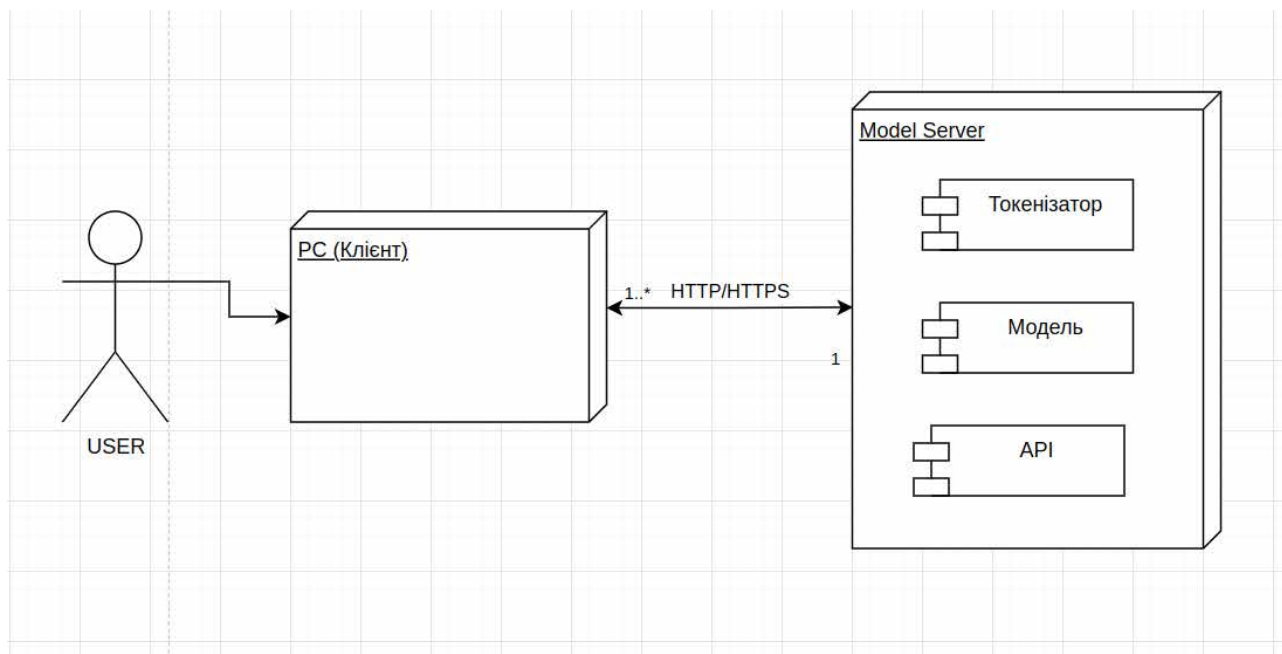 USER
PC (Клієнт)
1..* HTTP/HTTPS
1
Model Server
Токенізатор
Модель
API